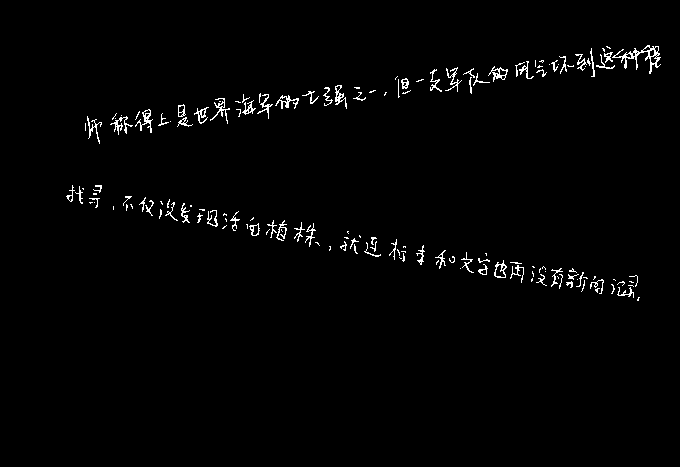 师称得上是世界海军的七强之一,但一支军队的风气坏到这种程
找寻,不仅没发现活的植株,就连标本和文字也再没有新的记录.